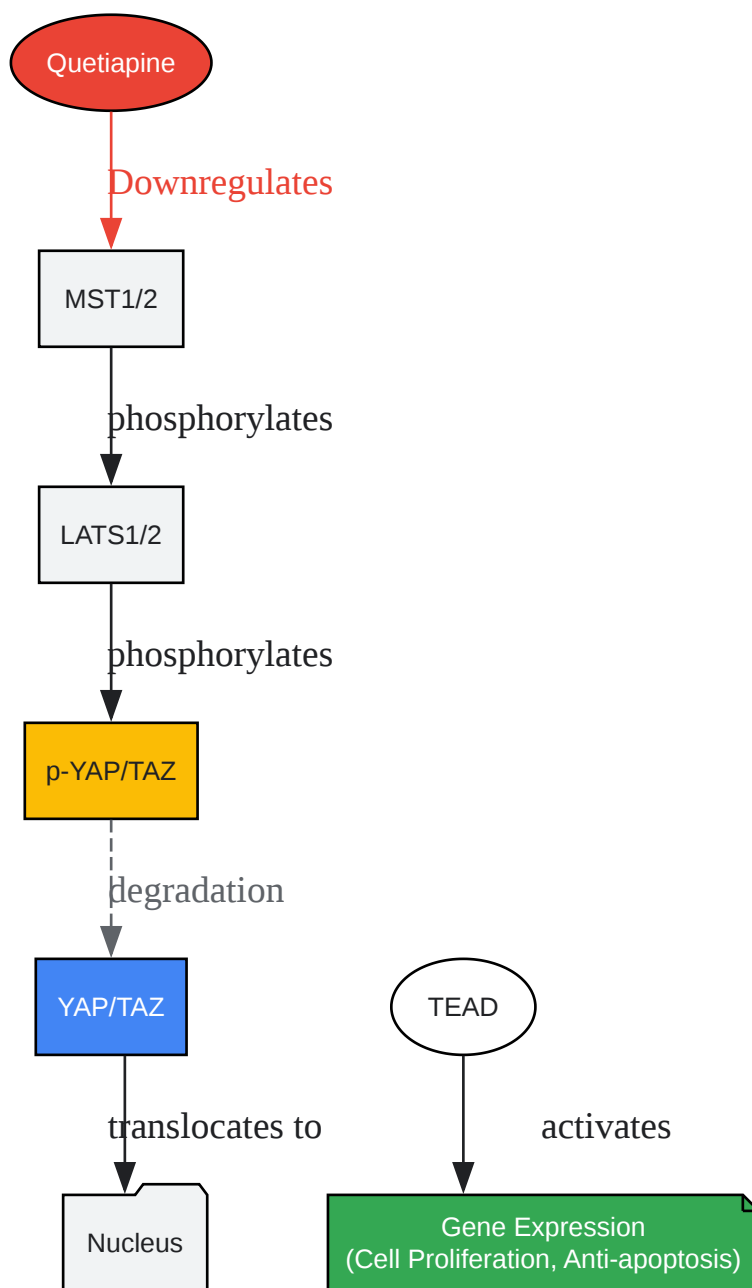 Quetiapine
Downregulates
MST1/2
phosphorylates
LATS1/2
phosphorylates
p-YAP/TAZ
degradation
YAP/TAZ
TEAD
translocates to
activates
Nucleus
Gene Expression
(Cell Proliferation, Anti-apoptosis)